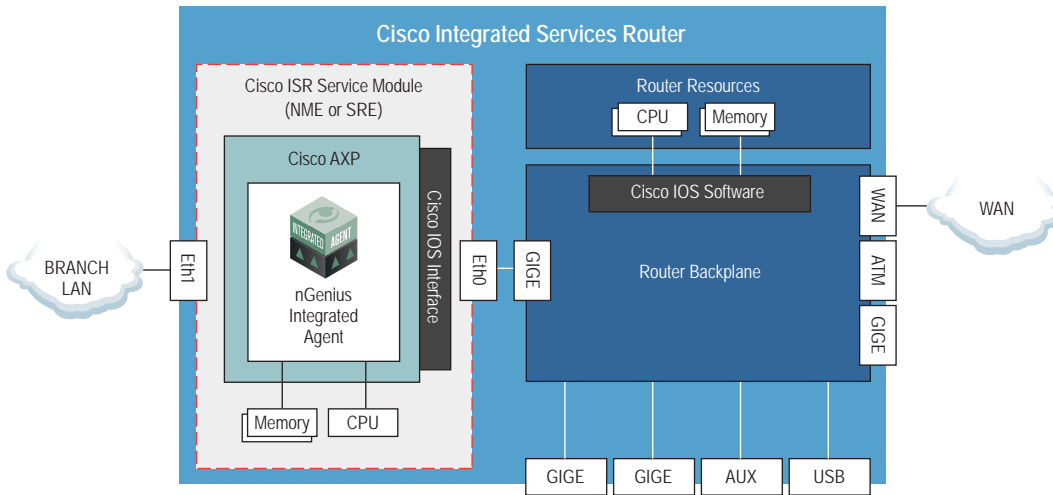 Cisco Integrated Services Router
Cisco ISR Service Module
(NME or SRE)
Cisco AXP
INTEGRATED AGENT
nGenius
Integrated
Agent
Cisco IOS Interface
Memory
CPU
BRANCH
LAN
Eth1
Eth0
GIGE
Router Resources
CPU
Memory
Cisco IOS Software
Router Backplane
WAN
ATM
GIGE
WAN
GIGE
GIGE
AUX
USB